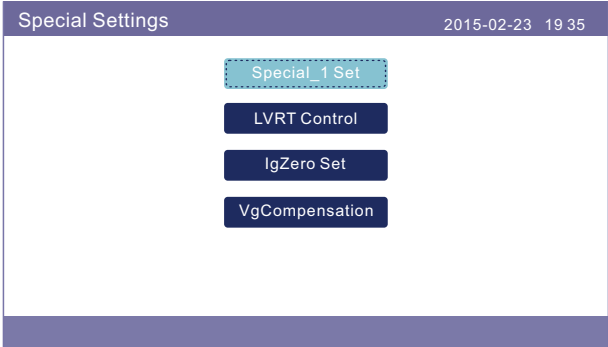 Special Settings
2015-02-23 19 35
Special_1 Set
LVRT Control
IgZero Set
VgCompensation